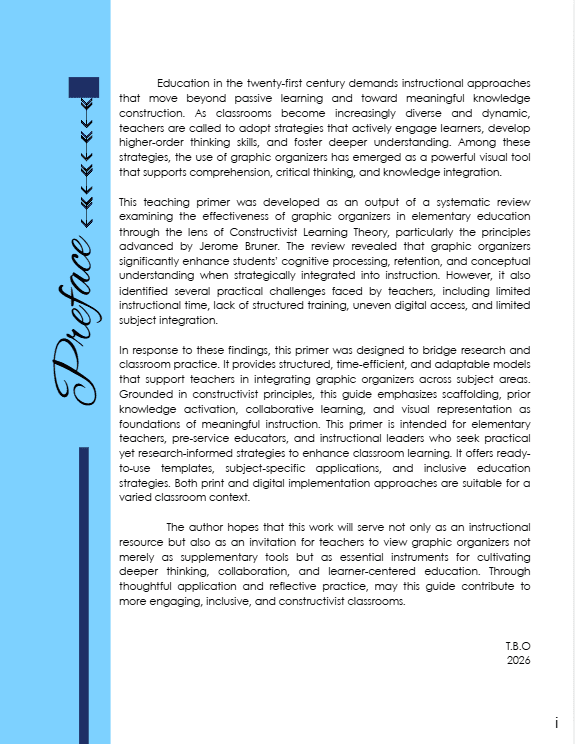 Preface
Education in the twenty-first century demands instructional approaches
that move beyond passive learning and toward meaningful knowledge
construction. As classrooms become increasingly diverse and dynamic,
teachers are called to adopt strategies that actively engage learners, develop
higher-order thinking skills, and foster deeper understanding. Among these
strategies, the use of graphic organizers has emerged as a powerful visual tool
that supports comprehension, critical thinking, and knowledge integration.
This teaching primer was developed as an output of a systematic review
examining the effectiveness of graphic organizers in elementary education
through the lens of Constructivist Learning Theory, particularly the principles
advanced by Jerome Bruner. The review revealed that graphic organizers
significantly enhance students' cognitive processing, retention, and conceptual
understanding when strategically integrated into instruction. However, it also
identified several practical challenges faced by teachers, including limited
instructional time, lack of structured training, uneven digital access, and limited
subject integration.
In response to these findings, this primer was designed to bridge research and
classroom practice. It provides structured, time-efficient, and adaptable models
that support teachers in integrating graphic organizers across subject areas.
Grounded in constructivist principles, this guide emphasizes scaffolding, prior
knowledge activation, collaborative learning, and visual representation as
foundations of meaningful instruction. This primer is intended for elementary
teachers, pre-service educators, and instructional leaders who seek practical
yet research-informed strategies to enhance classroom learning. It offers ready-
to-use templates, subject-specific applications, and inclusive education
strategies. Both print and digital implementation approaches are suitable for a
varied classroom context.
The author hopes that this work will serve not only as an instructional
resource but also as an invitation for teachers to view graphic organizers not
merely as supplementary tools but as essential instruments for cultivating
deeper thinking, collaboration, and learner-centered education. Through
thoughtful application and reflective practice, may this guide contribute to
more engaging, inclusive, and constructivist classrooms.
T.B.O
2026
i